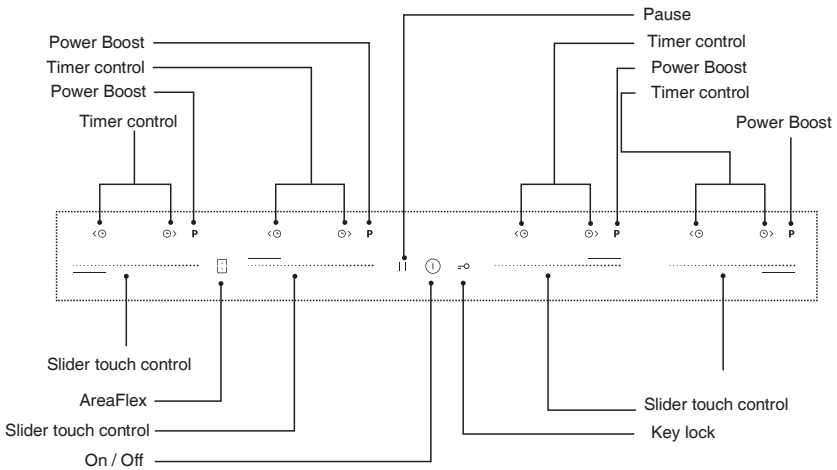 Pause
Power Boost
Timer control
Timer control
Power Boost
Power Boost
Timer control
Timer control
Power Boost
P
P
P
P
Slider touch control
AreaFlex
Slider touch control
Slider touch control
Key lock
On / Off